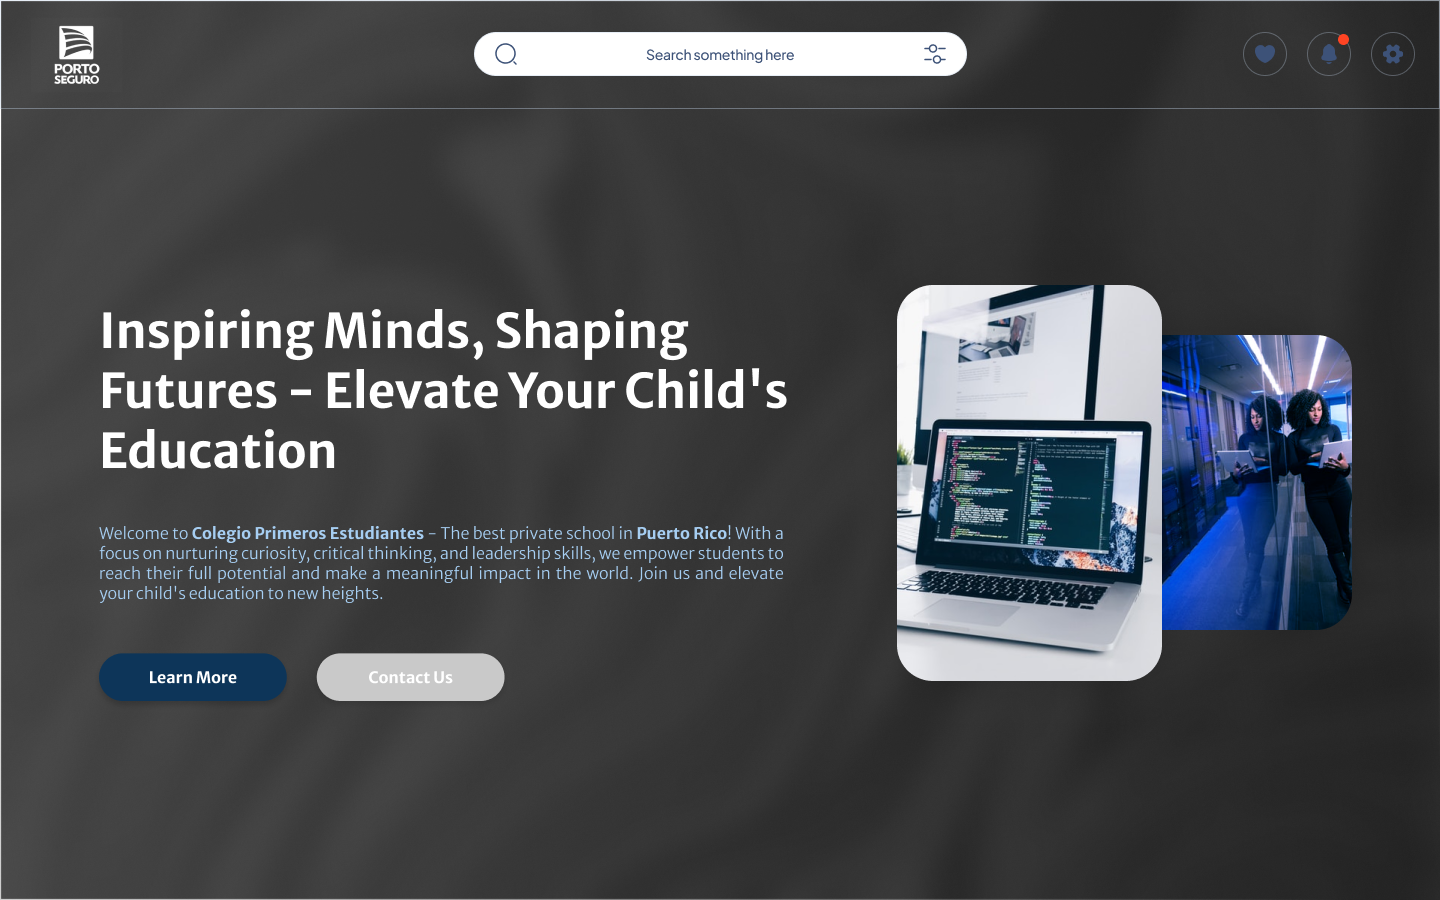 PORTO
SEGURO
Search something here
Inspiring Minds, Shaping
Futures - Elevate Your Child's
Education
Welcome to Colegio Primeros Estudiantes - The best private school in Puerto Rico! With a
focus on nurturing curiosity, critical thinking, and leadership skills, we empower students to
reach their full potential and make a meaningful impact in the world. Join us and elevate
your child's education to new heights.
Learn More
Contact Us